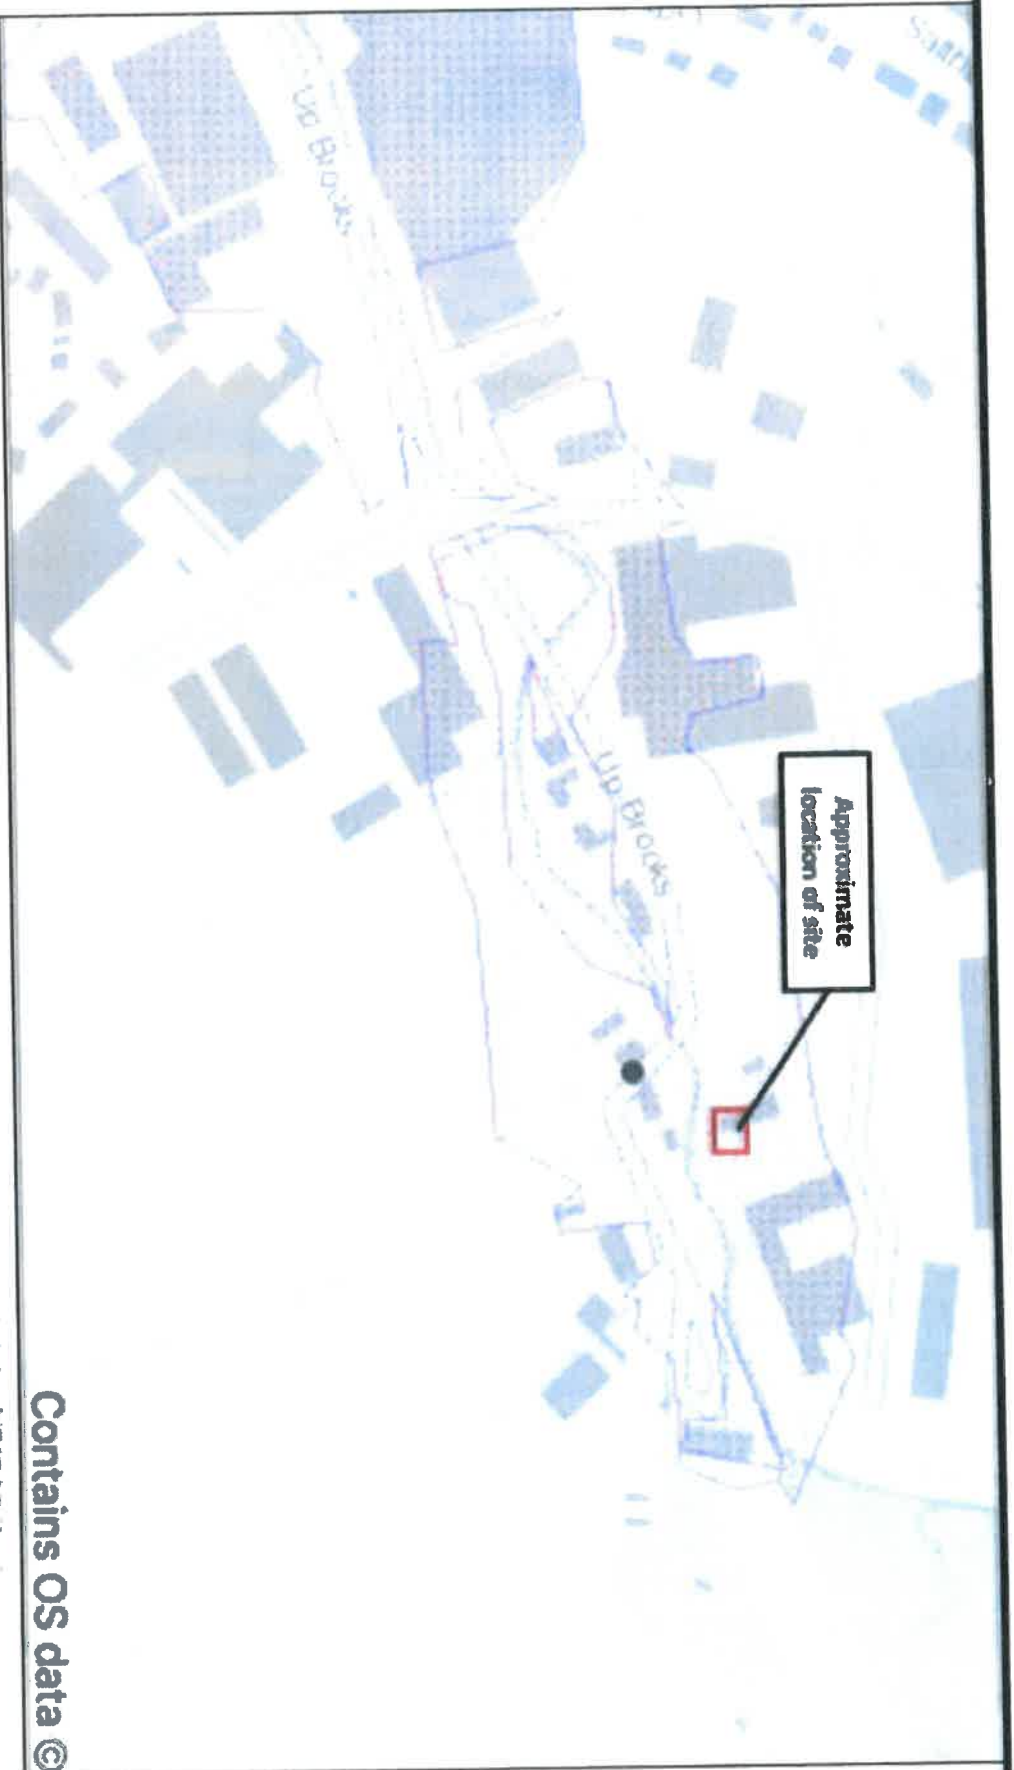 Up Brooks
Up Brooks
Approximate
location of site
Contains OS data ©